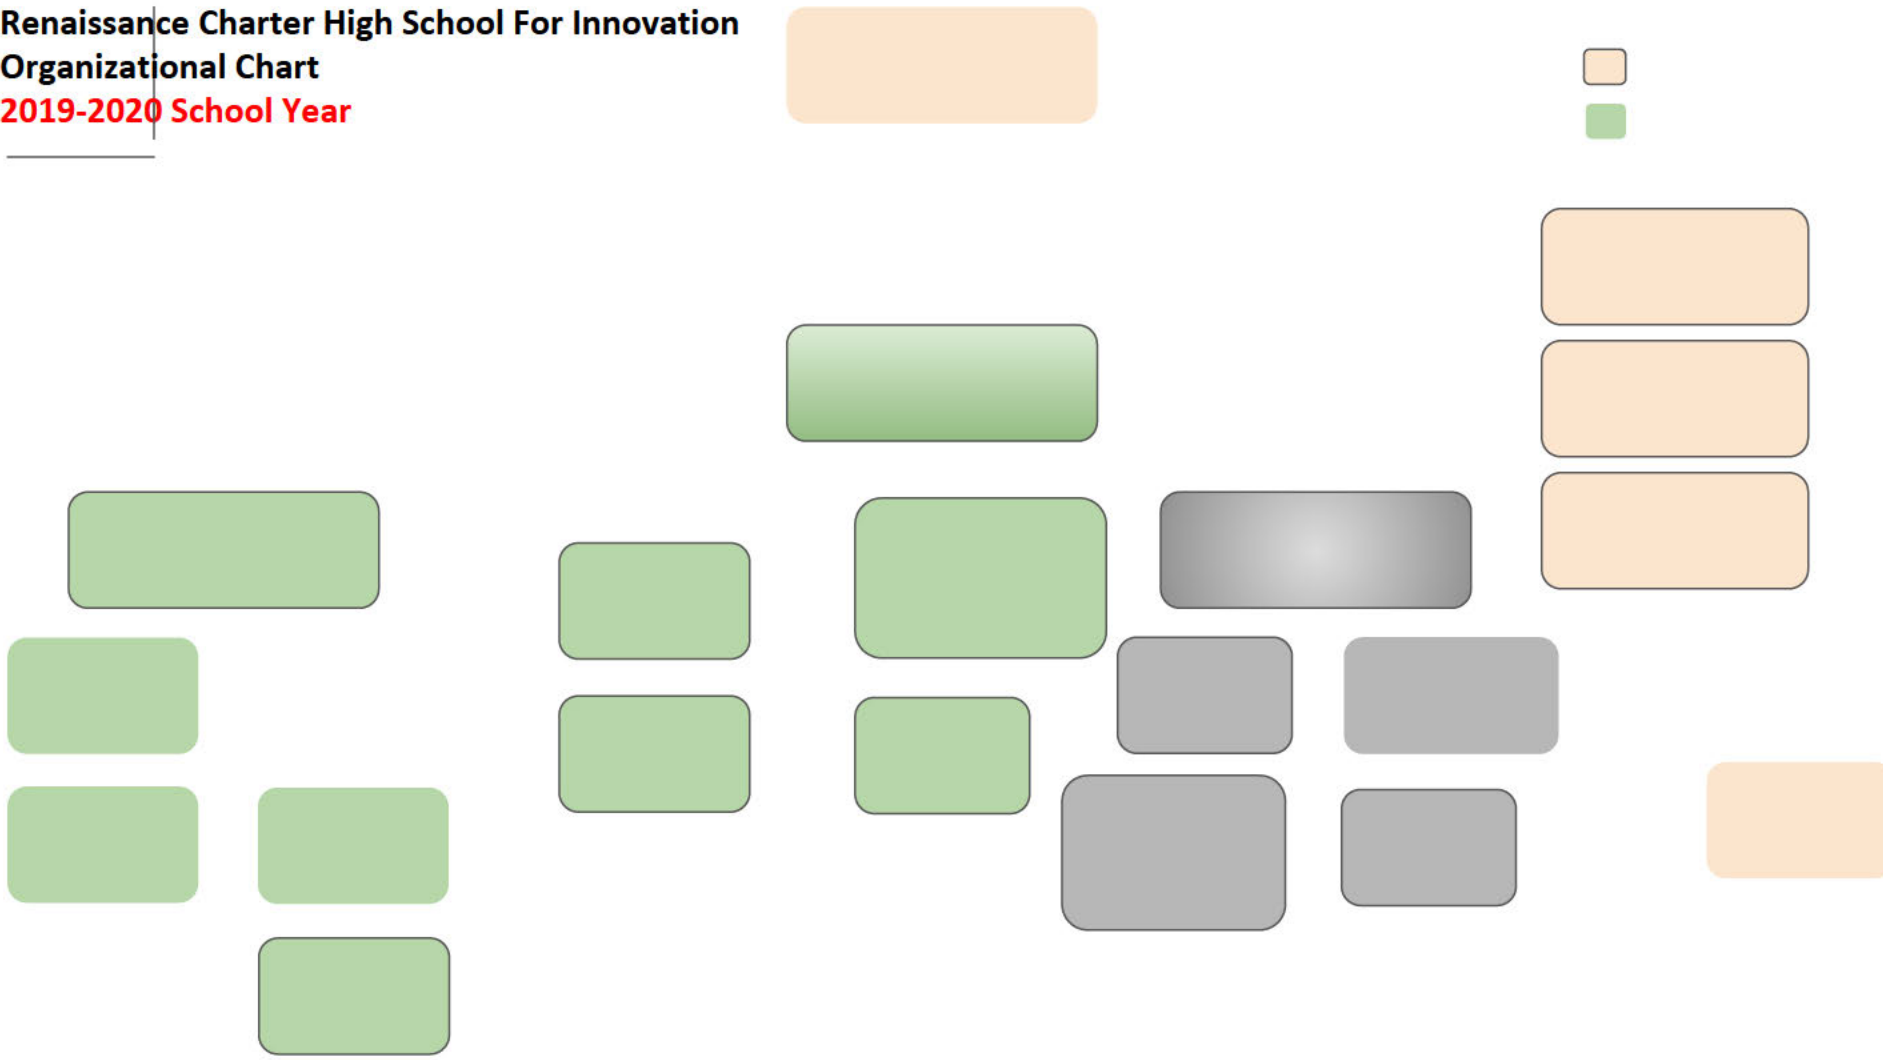 Renaissance Charter High School For Innovation
Organizational Chart
2019-2020 School Year